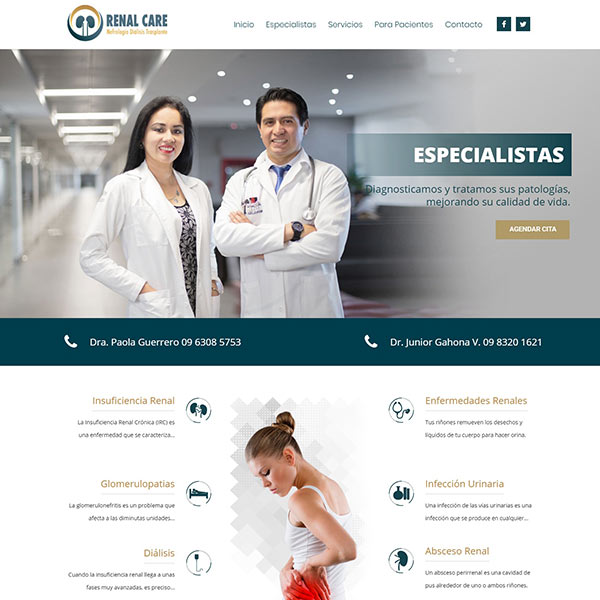 RENAL CARE
Nefrología Diálisis Trasplante
Inicio
Especialistas
Servicios
Para Pacientes
Contacto
ESPECIALISTAS
Diagnosticamos y tratamos sus patologías,
mejorando su calidad de vida.
AGENDAR CITA
Dra. Paola Guerrero 09 6308 5753
Dr. Junior Gahona V. 09 8320 1621
Insuficiencia Renal
La Insuficiencia Renal Crónica (IRC) es
una enfermedad que se caracteriza...
Enfermedades Renales
Tus riñones remueven los desechos y
líquidos de tu cuerpo para hacer orina.
Glomerulopatias
La glomerulonefritis es un problema que
afecta a las diminutas unidades...
Infección Urinaria
Una infección de las vías urinarias es una
infección que se produce en cualquier...
Diálisis
Cuando la insuficiencia renal llega a unas
fases muy avanzadas, es preciso...
Absceso Renal
Un absceso perirrenal es una cavidad de
pus alrededor de uno o ambos riñones.